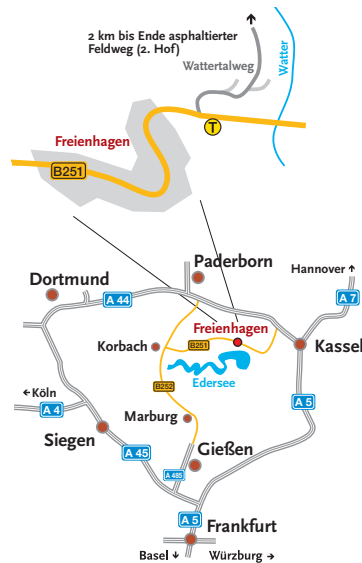 2 km bis Ende asphaltierter
Feldweg (2. Hof)
Wattertalweg
Watter
T
Freienhagen
B251
Paderborn
Hannover ↑
Dortmund
A 44
A 7
Freienhagen
Korbach
B251
Kassel
Edersee
B252
←Köln
A 4
A 5
Marburg
Siegen
A 45
Gießen
A 485
A 5
Frankfurt
Basel ↓
Würzburg →